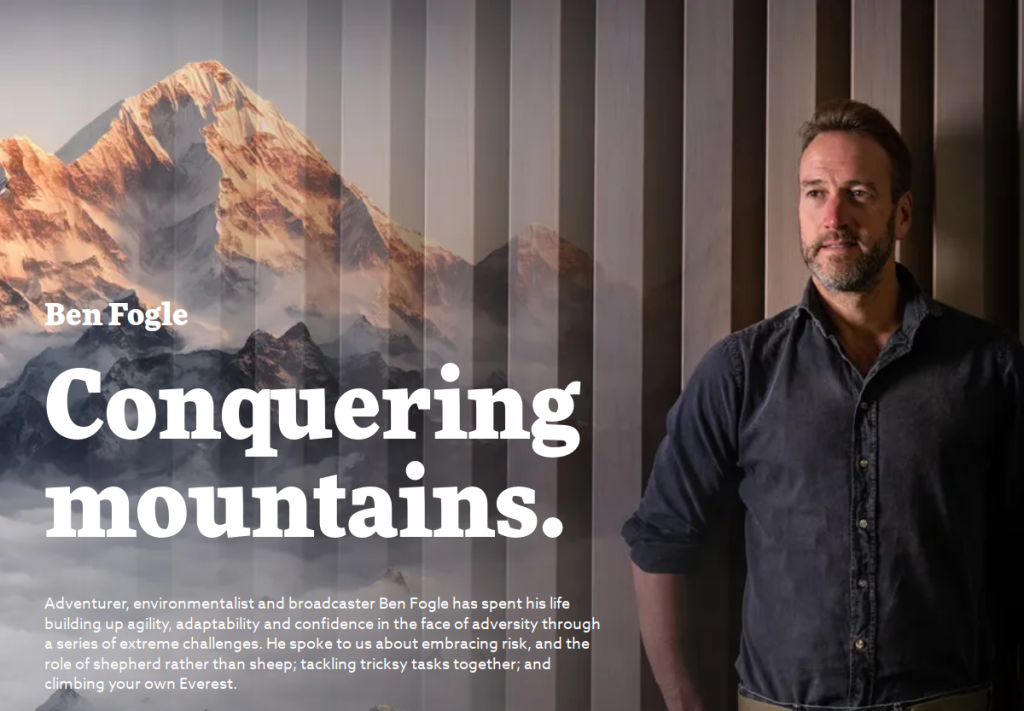 Ben Fogle
Conquering
mountains.
Adventurer, environmentalist and broadcaster Ben Fogle has spent his life
building up agility, adaptability and confidence in the face of adversity through
a series of extreme challenges. He spoke to us about embracing risk, and the
role of shepherd rather than sheep; tackling tricksy tasks together; and
climbing your own Everest.